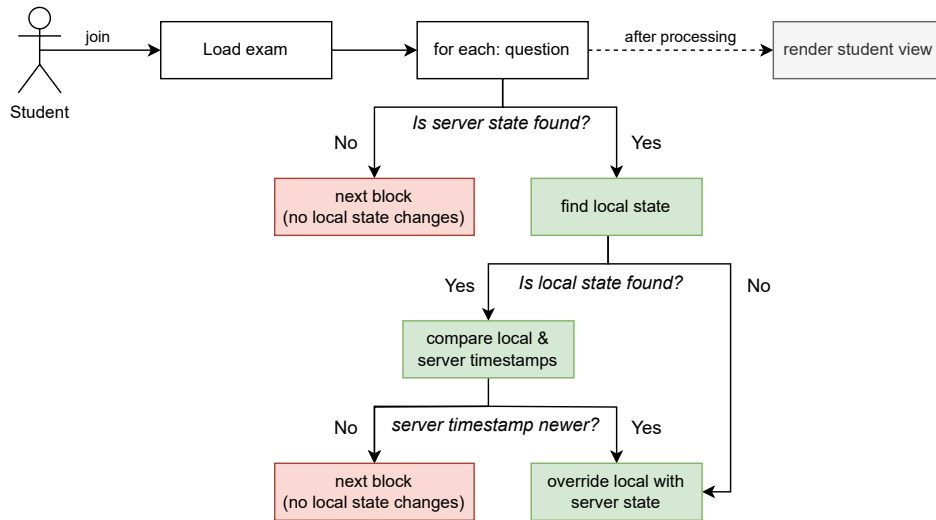 join
Load exam
for each: question
after processing
render student view
Student
Is server state found?
No
Yes
next block
(no local state changes)
find local state
Is local state found?
Yes
No
compare local &
server timestamps
server timestamp newer?
No
Yes
next block
(no local state changes)
override local with
server state